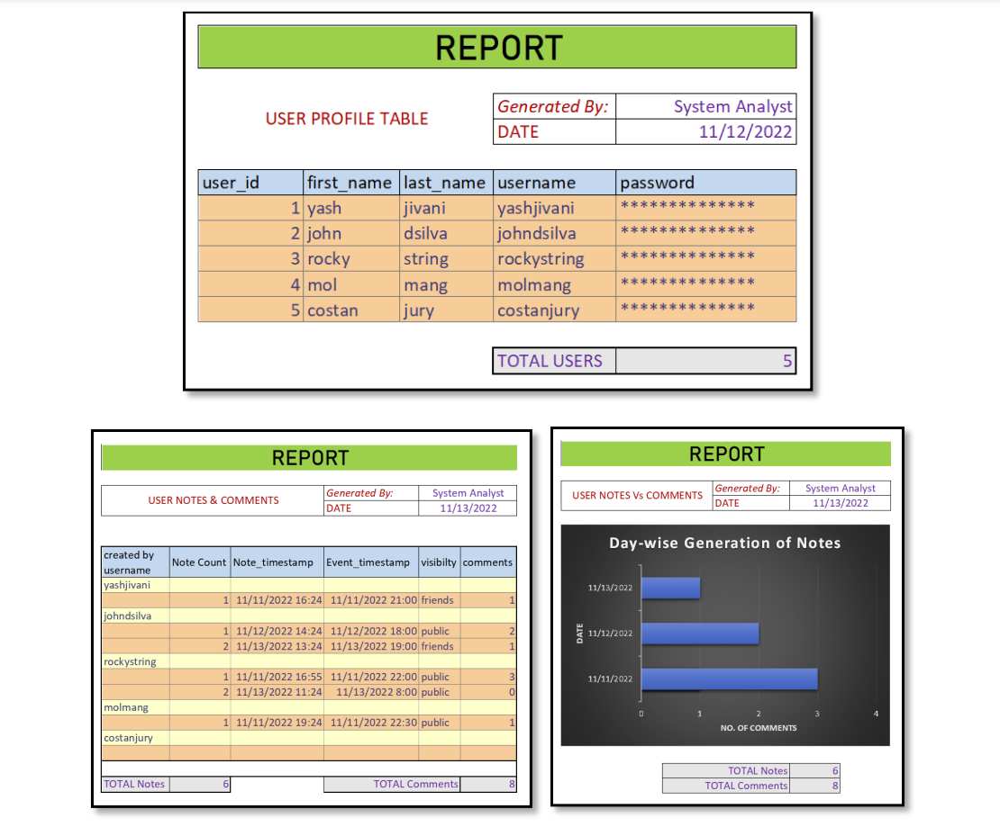 REPORT
USER PROFILE TABLE
Generated By: System Analyst
DATE 11/12/2022
user_id first_name last_name username password
1 yash jivani yashjivani **************
2 john dsilva johndsilva **************
3 rocky string rockystring **************
4 mol mang molmang **************
5 costan jury costanjury **************
TOTAL USERS 5
REPORT
USER NOTES & COMMENTS
Generated By: System Analyst
DATE 11/13/2022
created by username Note Count Note_timestamp Event_timestamp visibilty comments
yashjivani
1 11/11/2022 16:24 11/11/2022 21:00 friends 1
johndsilva
1 11/12/2022 14:24 11/12/2022 18:00 public 2
2 11/13/2022 13:24 11/13/2022 19:00 friends 1
rockystring
1 11/11/2022 16:55 11/11/2022 22:00 public 3
2 11/13/2022 11:24 11/13/2022 8:00 public 0
molmang
1 11/11/2022 19:24 11/11/2022 22:30 public 1
costanjury
TOTAL Notes 6 TOTAL Comments 8
REPORT
USER NOTES Vs COMMENTS
Generated By: System Analyst
DATE 11/13/2022
Day-wise Generation of Notes
11/13/2022
DATE
11/12/2022
11/11/2022
0 1 2 3 4
NO. OF COMMENTS
TOTAL Notes 6
TOTAL Comments 8